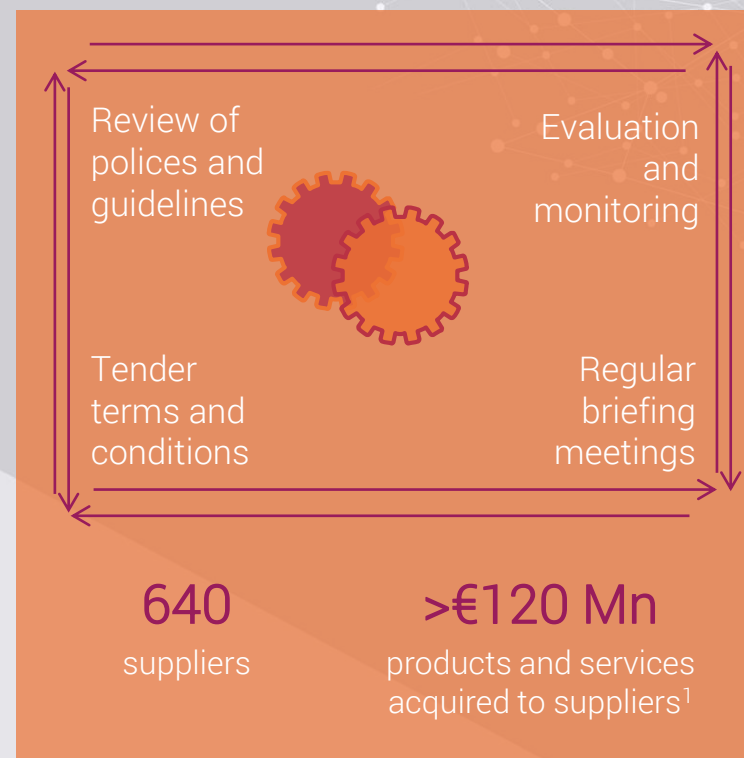 Review of
polices and
guidelines
Evaluation
and
monitoring
Tender
terms and
conditions
Regular
briefing
meetings
640
suppliers
>€120 Mn
products and services
acquired to suppliers¹